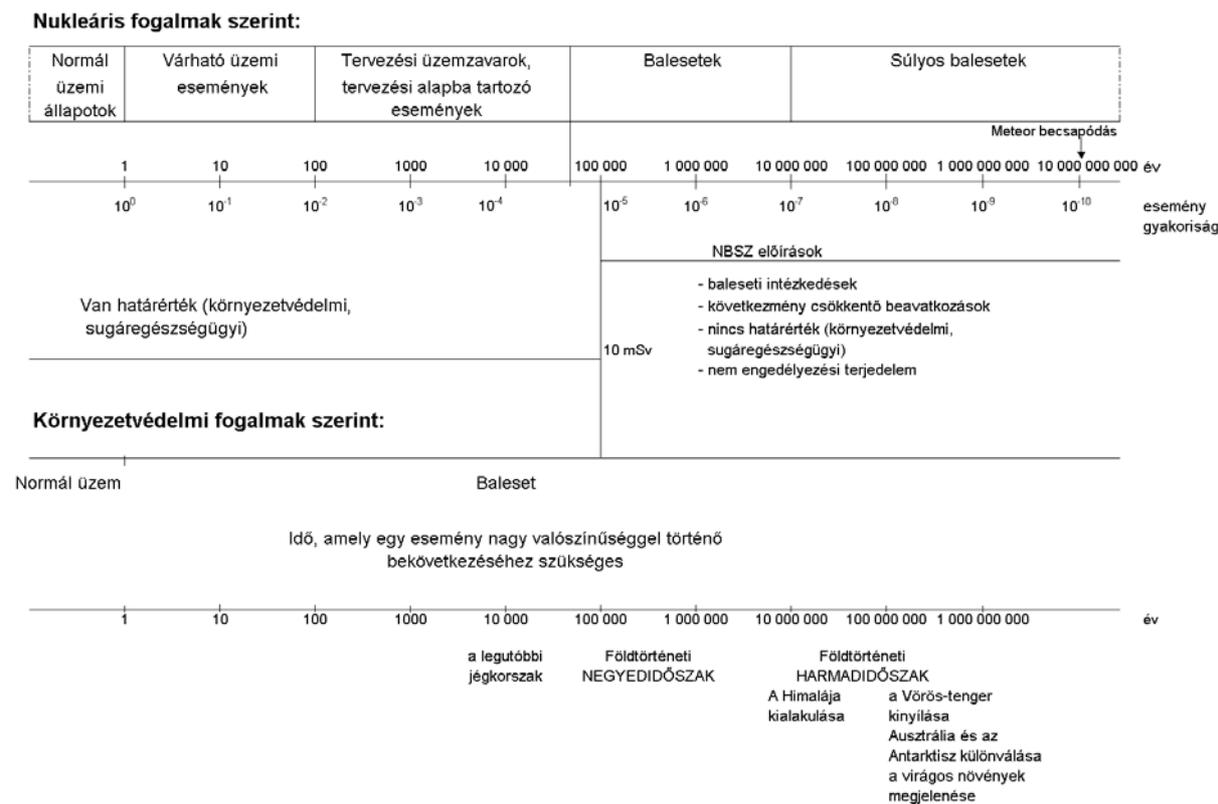 Nukleáris fogalmak szerint:
Normál
üzemi
állapotok
Várható üzemi
események
Tervezési üzemzavarok,
tervezési alapba tartozó
események
Balesetek
Súlyos balesetek
Meteor becsapódás
1 10 100 1000 10 000 100 000 1 000 000 10 000 000 100 000 000 1 000 000 000 10 000 000 000 év
10⁰ 10⁻¹ 10⁻² 10⁻³ 10⁻⁴ 10⁻⁵ 10⁻⁶ 10⁻⁷ 10⁻⁸ 10⁻⁹ 10⁻¹⁰ esemény
gyakoriság
NBSZ előírások
Van határérték (környezetvédelmi,
sugáregészségügyi)
10 mSv
- baleseti intézkedések
- következmény csökkentő beavatkozások
- nincs határérték (környezetvédelmi,
sugáregészségügyi)
- nem engedélyezési terjedelem
Környezetvédelmi fogalmak szerint:
Normál üzem
Baleset
Idő, amely egy esemény nagy valószínűséggel történő
bekövetkezéséhez szükséges
1 10 100 1000 10 000 100 000 1 000 000 10 000 000 100 000 000 1 000 000 000 év
a legutóbbi
jégkorszak
Földtörténeti
NEGYEDIDŐSZAK
Földtörténeti
HARMADIDŐSZAK
A Himalája
kialakulása
a Vörös-tenger
kinyílása
Ausztrália és az
Antarktisz különválása
a virágos növények
megjelenése